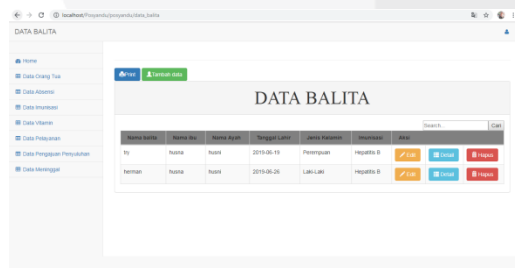 localhost/Posyandu/posyandu/data_balita
DATA BALITA
Home
Data Orang Tua
Data Absensi
Data Imunisasi
Data Vitamin
Data Pelayanan
Data Pengajuan Penyuluhan
Data Meninggal
Print Tambah data
DATA BALITA
Search... Cari
Nama balita Nama Ibu Nama Ayah Tanggal Lahir Jenis Kelamin Imunisasi Aksi
husna husni 2019-06-19 Perempuan Hepatitis B Edit Detail Hapus
herman husna husni 2019-06-26 Laki-Laki Hepatitis B Edit Detail Hapus